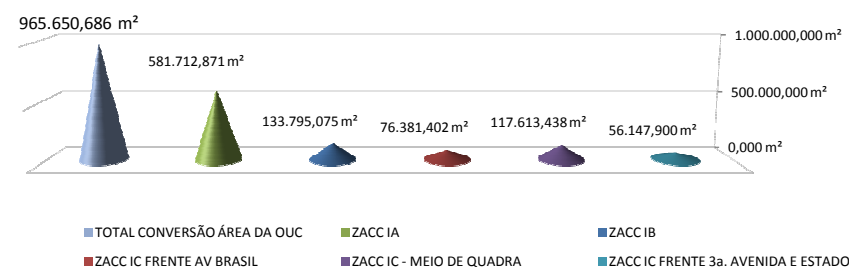 965.650,686 m²
581.712,871 m²
133.795,075 m²
76.381,402 m²
117.613,438 m²
56.147,900 m²
1.000.000,000 m²
500.000,000 m²
0,000 m²
TOTAL CONVERSÃO ÁREA DA OUC
ZACC IA
ZACC IB
ZACC IC FRENTE AV BRASIL
ZACC IC - MEIO DE QUADRA
ZACC IC FRENTE 3a. AVENIDA E ESTADO